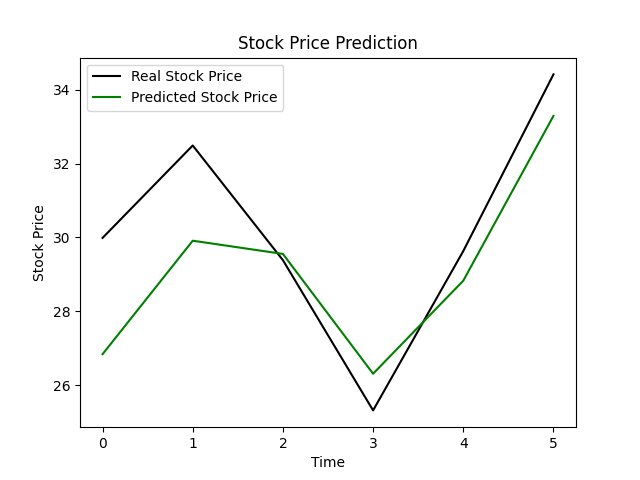 Stock Price Prediction
Real Stock Price
Predicted Stock Price
34
32
30
28
26
Stock Price
0 1 2 3 4 5
Time